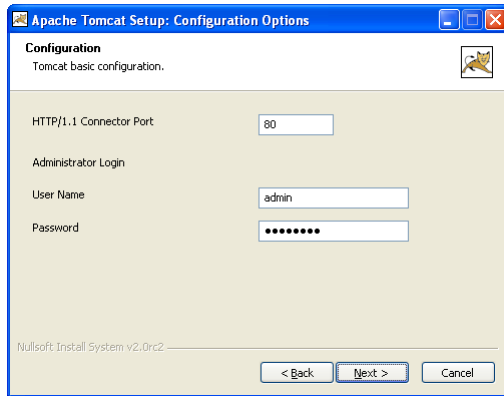 Apache Tomcat Setup: Configuration Options
Configuration
Tomcat basic configuration.
HTTP/1.1 Connector Port
80
Administrator Login
User Name
admin
Password
••••••••
Nullsoft Install System v2.0rc2
< Back
Next >
Cancel